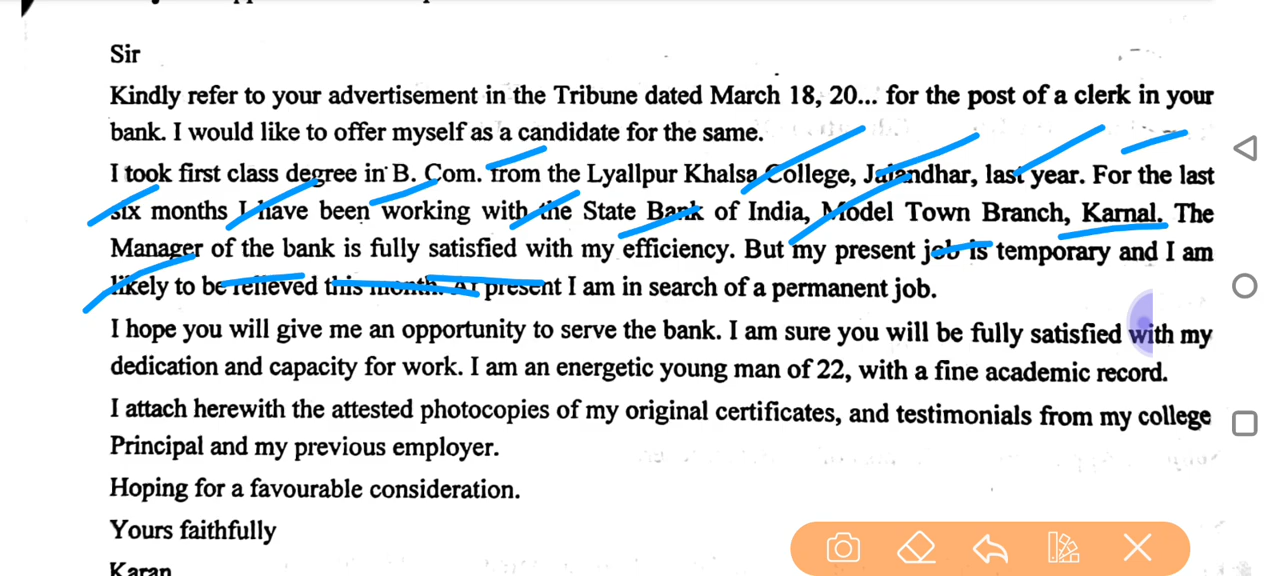 Sir
Kindly refer to your advertisement in the Tribune dated March 18, 20... for the post of a clerk in your
bank. I would like to offer myself as a candidate for the same.
I took first class degree in B. Com. from the Lyallpur Khalsa College, Jalandhar, last year. For the last
six months I have been working with the State Bank of India, Model Town Branch, Karnal. The
Manager of the bank is fully satisfied with my efficiency. But my present job is temporary and I am
likely to be relieved this month. At present I am in search of a permanent job.
I hope you will give me an opportunity to serve the bank. I am sure you will be fully satisfied with my
dedication and capacity for work. I am an energetic young man of 22, with a fine academic record.
I attach herewith the attested photocopies of my original certificates, and testimonials from my college
Principal and my previous employer.
Hoping for a favourable consideration.
Yours faithfully
Karan